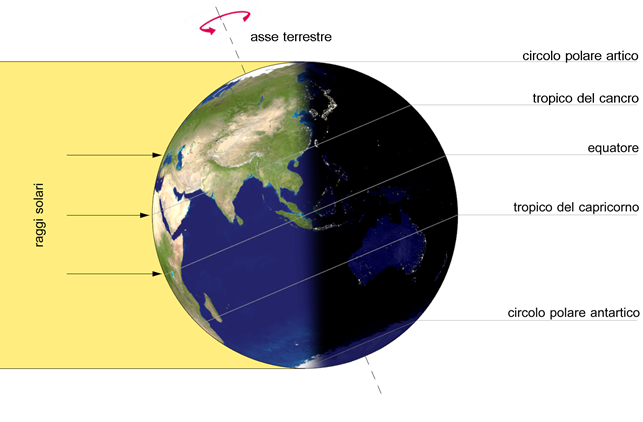 asse terrestre
circolo polare artico
tropico del cancro
equatore
tropico del capricorno
circolo polare antartico
raggi solari